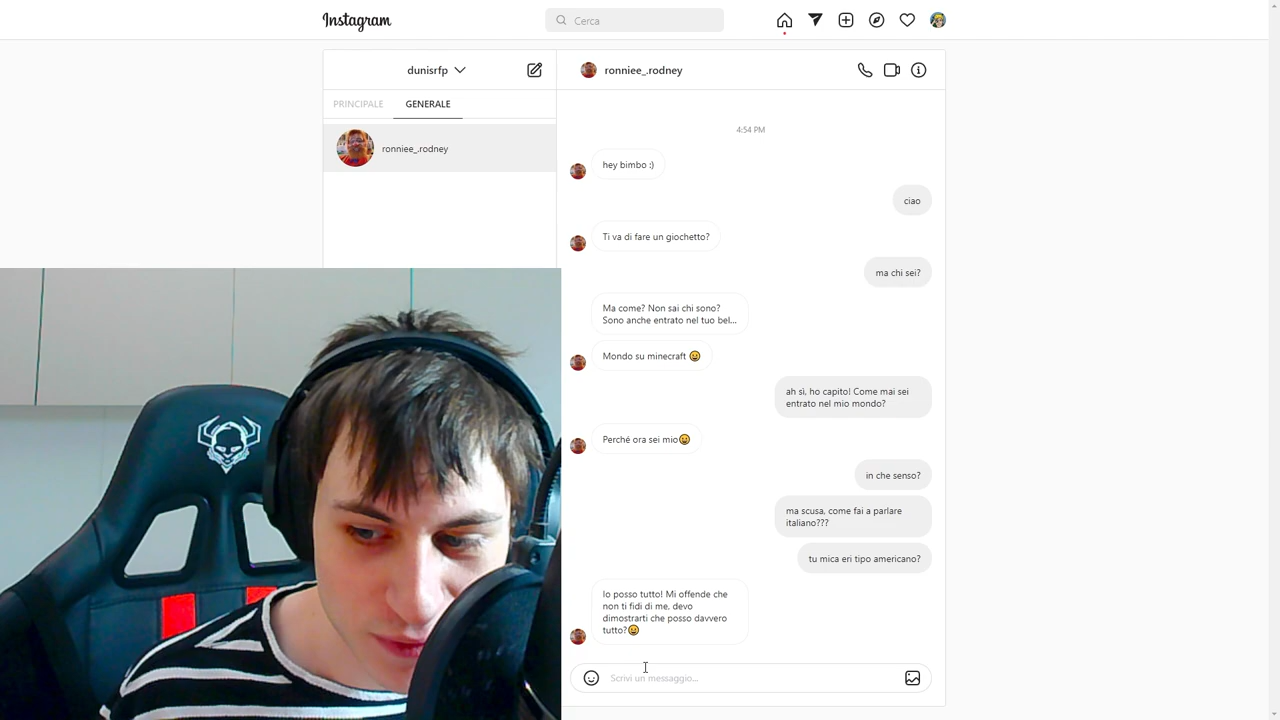 Instagram
Cerca
dunisrfp
ronniee_.rodney
PRINCIPALE
GENERALE
ronniee_.rodney
4:54 PM
hey bimbo :)
ciao
Ti va di fare un giochetto?
ma chi sei?
Ma come? Non sai chi sono?
Sono anche entrato nel tuo bel...
Mondo su minecraft 😀
ah sì, ho capito! Come mai sei
entrato nel mio mondo?
Perché ora sei mio😀
in che senso?
ma scusa, come fai a parlare
italiano???
tu mica eri tipo americano?
Io posso tutto! Mi offende che
non ti fidi di me, devo
dimostrarti che posso davvero
tutto?😀
Scrivi un messaggio...